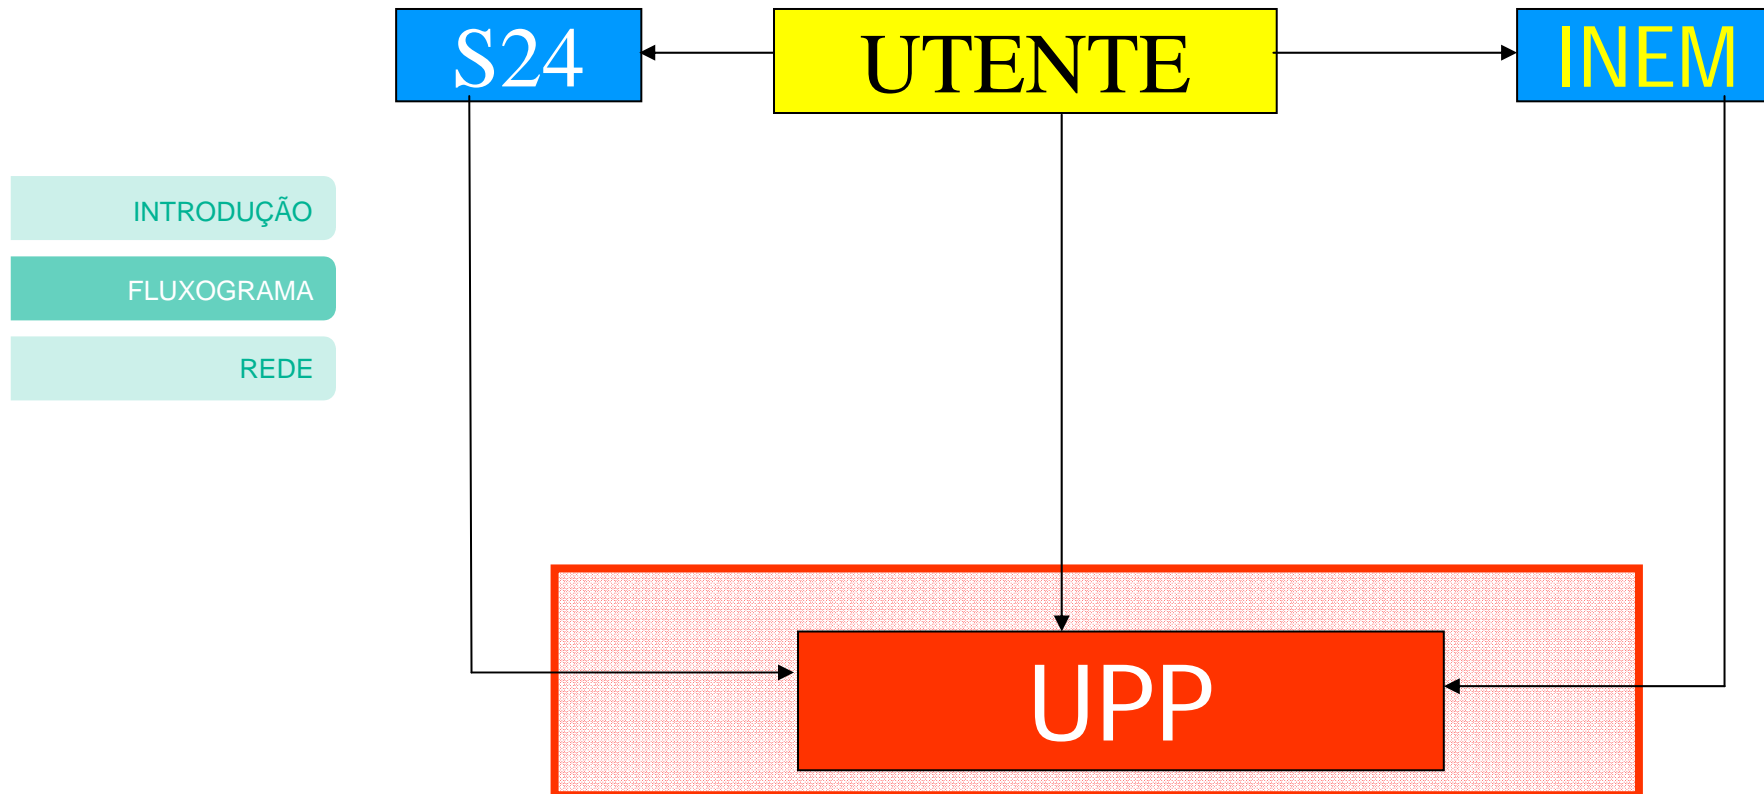 S24
UTENTE
INEM
INTRODUÇÃO
FLUXOGRAMA
REDE
UPP